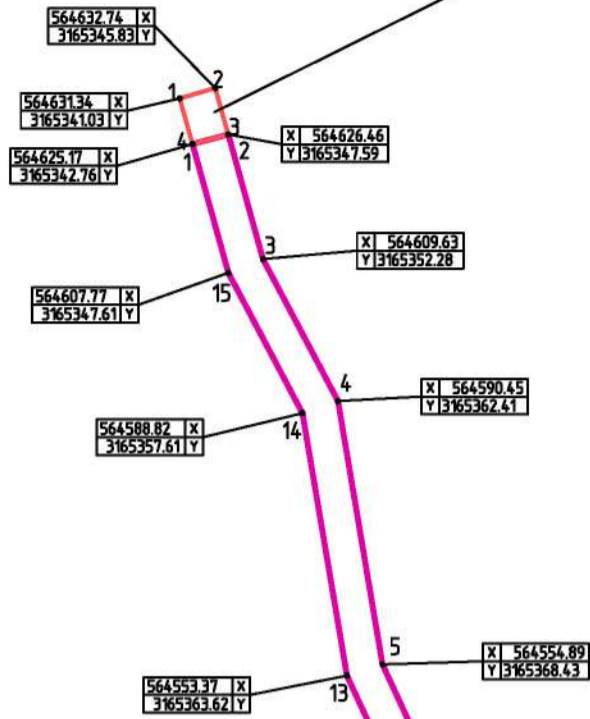 564632.74 X
3165345.83 Y
2
1
564631.34 X
3165341.03 Y
3
X 564626.46
Y 3165347.59
4
2
564625.17 X
3165342.76 Y
1
3
X 564609.63
Y 3165352.28
15
564607.77 X
3165347.61 Y
4
X 564590.45
Y 3165362.41
14
564588.82 X
3165357.61 Y
5
X 564554.89
Y 3165368.43
13
564553.37 X
3165363.62 Y